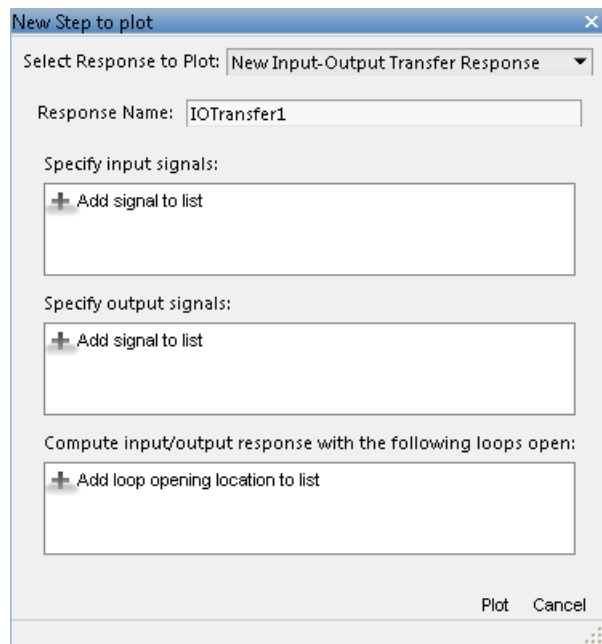 New Step to plot
Select Response to Plot: New Input-Output Transfer Response
Response Name: IOTransfer1
Specify input signals:
Add signal to list
Specify output signals:
Add signal to list
Compute input/output response with the following loops open:
Add loop opening location to list
Plot Cancel